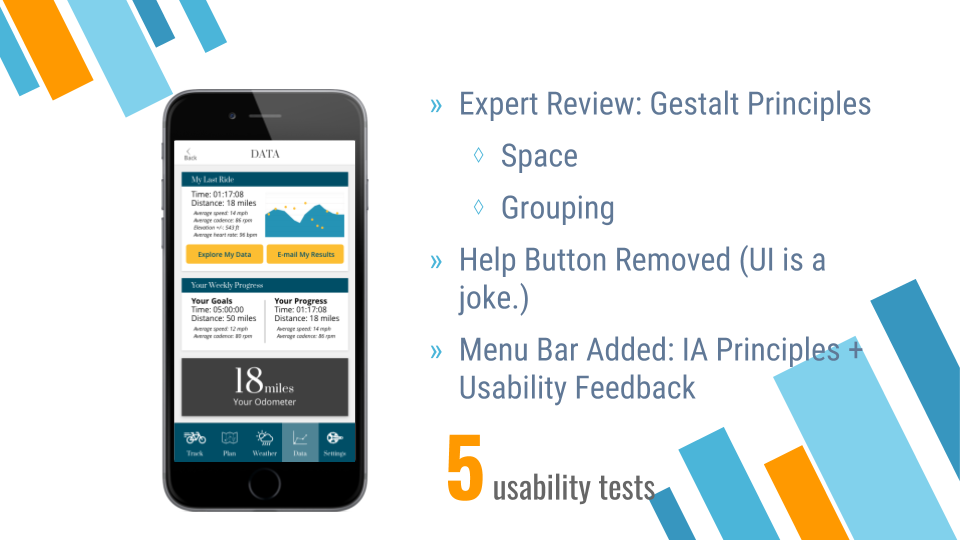 Back
DATA
My Last Ride
Time: 01:17:08
Distance: 18 miles
Average speed: 14 mph
Average cadence: 86 rpm
Elevation +/-: 543 ft
Average heart rate: 96 bpm
Explore My Data
E-mail My Results
Your Weekly Progress
Your Goals
Time: 05:00:00
Distance: 50 miles
Average speed: 12 mph
Average cadence: 80 rpm
Your Progress
Time: 01:17:08
Distance: 18 miles
Average speed: 14 mph
Average cadence: 86 rpm
18 miles
Your Odometer
Track
Plan
Weather
Data
Settings
» Expert Review: Gestalt Principles
◊ Space
◊ Grouping
» Help Button Removed (UI is a
joke.)
» Menu Bar Added: IA Principles +
Usability Feedback
5 usability tests